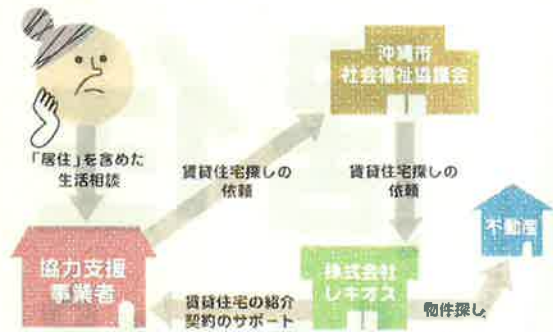 沖縄市
社会福祉協議会
「居住」を含めた
生活相談
賃貸住宅探しの
依頼
賃貸住宅探しの
依頼
不動産
協力支援
事業者
株式会社
レキオス
賃貸住宅の紹介
契約のサポート
物件探し